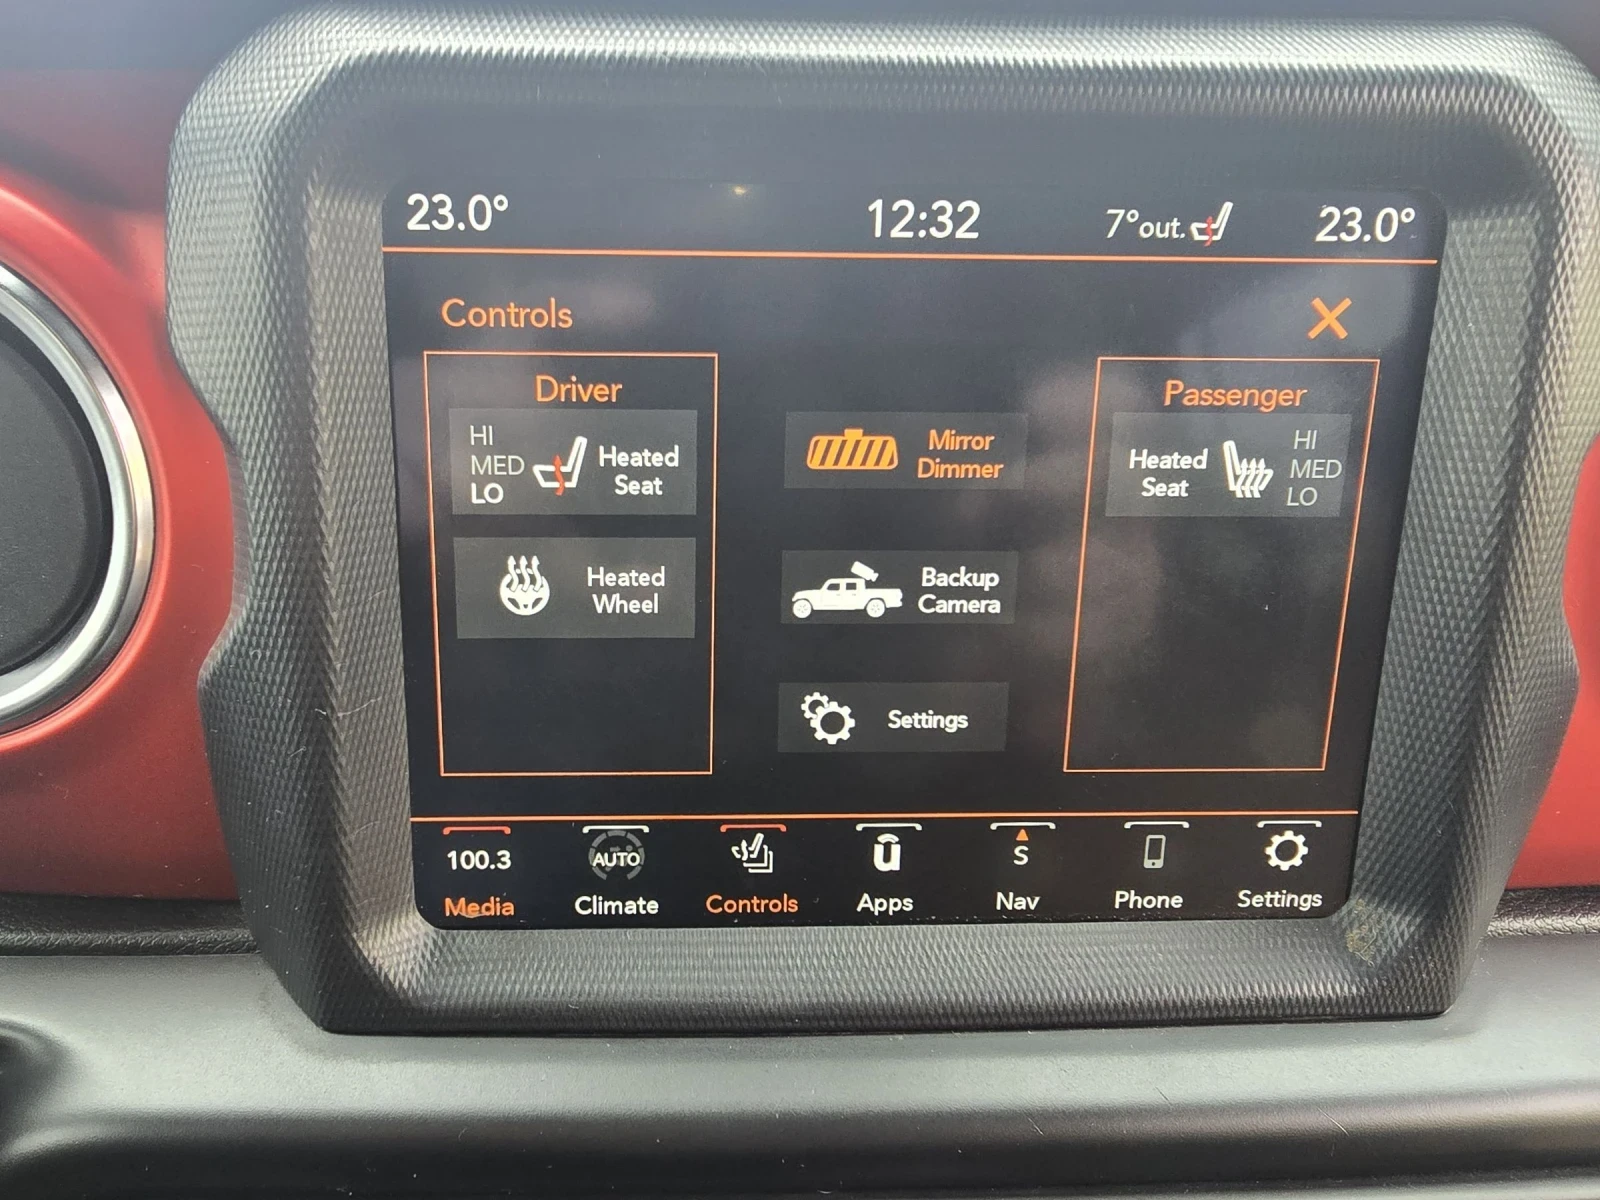 23.0°
12:32
7°out.
23.0°
Controls
Driver
HI
MED
LO
Heated
Seat
Heated
Wheel
Mirror
Dimmer
Backup
Camera
Settings
Passenger
Heated
Seat
HI
MED
LO
100.3
Media
AUTO
Climate
Controls
u
Apps
S
Nav
Phone
Settings